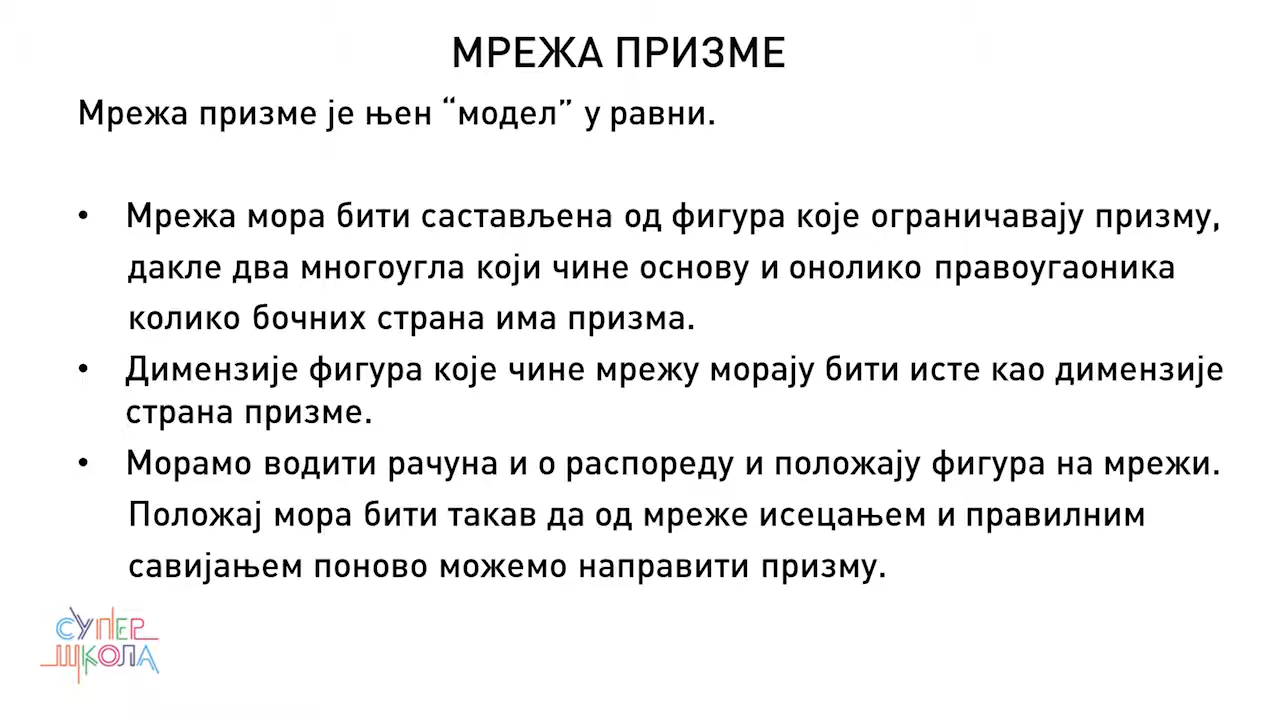 МРЕЖА ПРИЗМЕ
Мрежа призме је њен “модел” у равни.
• Мрежа мора бити састављена од фигура које ограничавају призму,
дакле два многоугла који чине основу и онолико правоугаоника
колико бочних страна има призма.
• Димензије фигура које чине мрежу морају бити исте као димензије
страна призме.
• Морамо водити рачуна и о распореду и положају фигура на мрежи.
Положај мора бити такав да од мреже исецањем и правилним
савијањем поново можемо направити призму.
СУПЕР
ШКОЛА